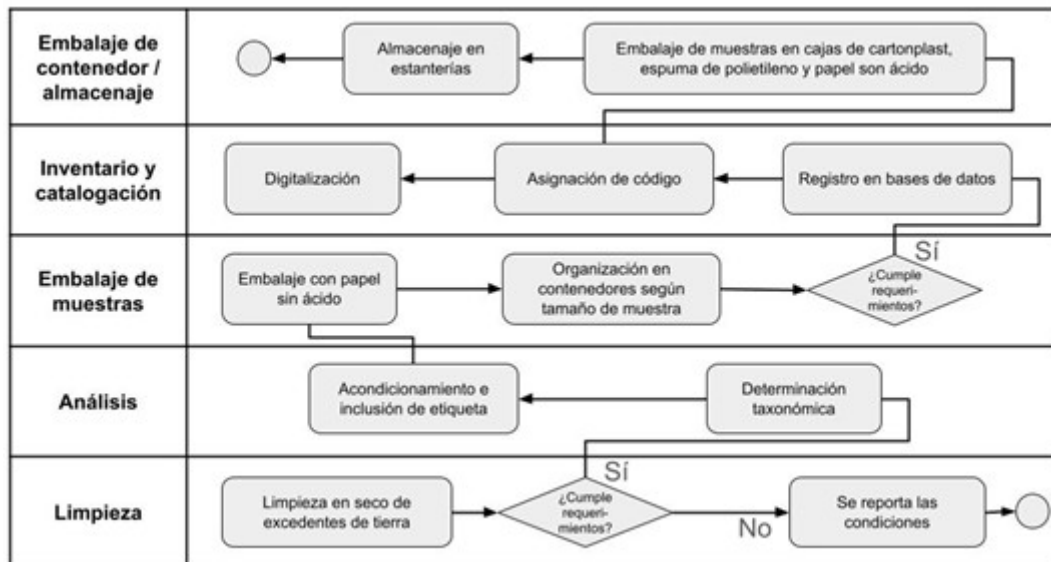 Embalaje de
contenedor /
almacenaje
Almacenaje en
estanterías
Embalaje de muestras en cajas de cartonplast,
espuma de polietileno y papel son ácido
Inventario y
catalogación
Digitalización
Asignación de código
Registro en bases de datos
Embalaje de
muestras
Embalaje con papel
sin ácido
Organización en
contenedores según
tamaño de muestra
Sí
¿Cumple
requeri-
mientos?
Análisis
Acondicionamiento e
inclusión de etiqueta
Determinación
taxonómica
Limpieza
Limpieza en seco de
excedentes de tierra
Sí
¿Cumple
requeri-
mientos?
No
Se reporta las
condiciones